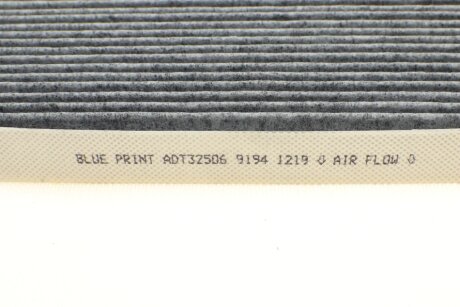 BLUE PRINT ADT32506 9194 1219 ⇩ AIR FLOW ⇩